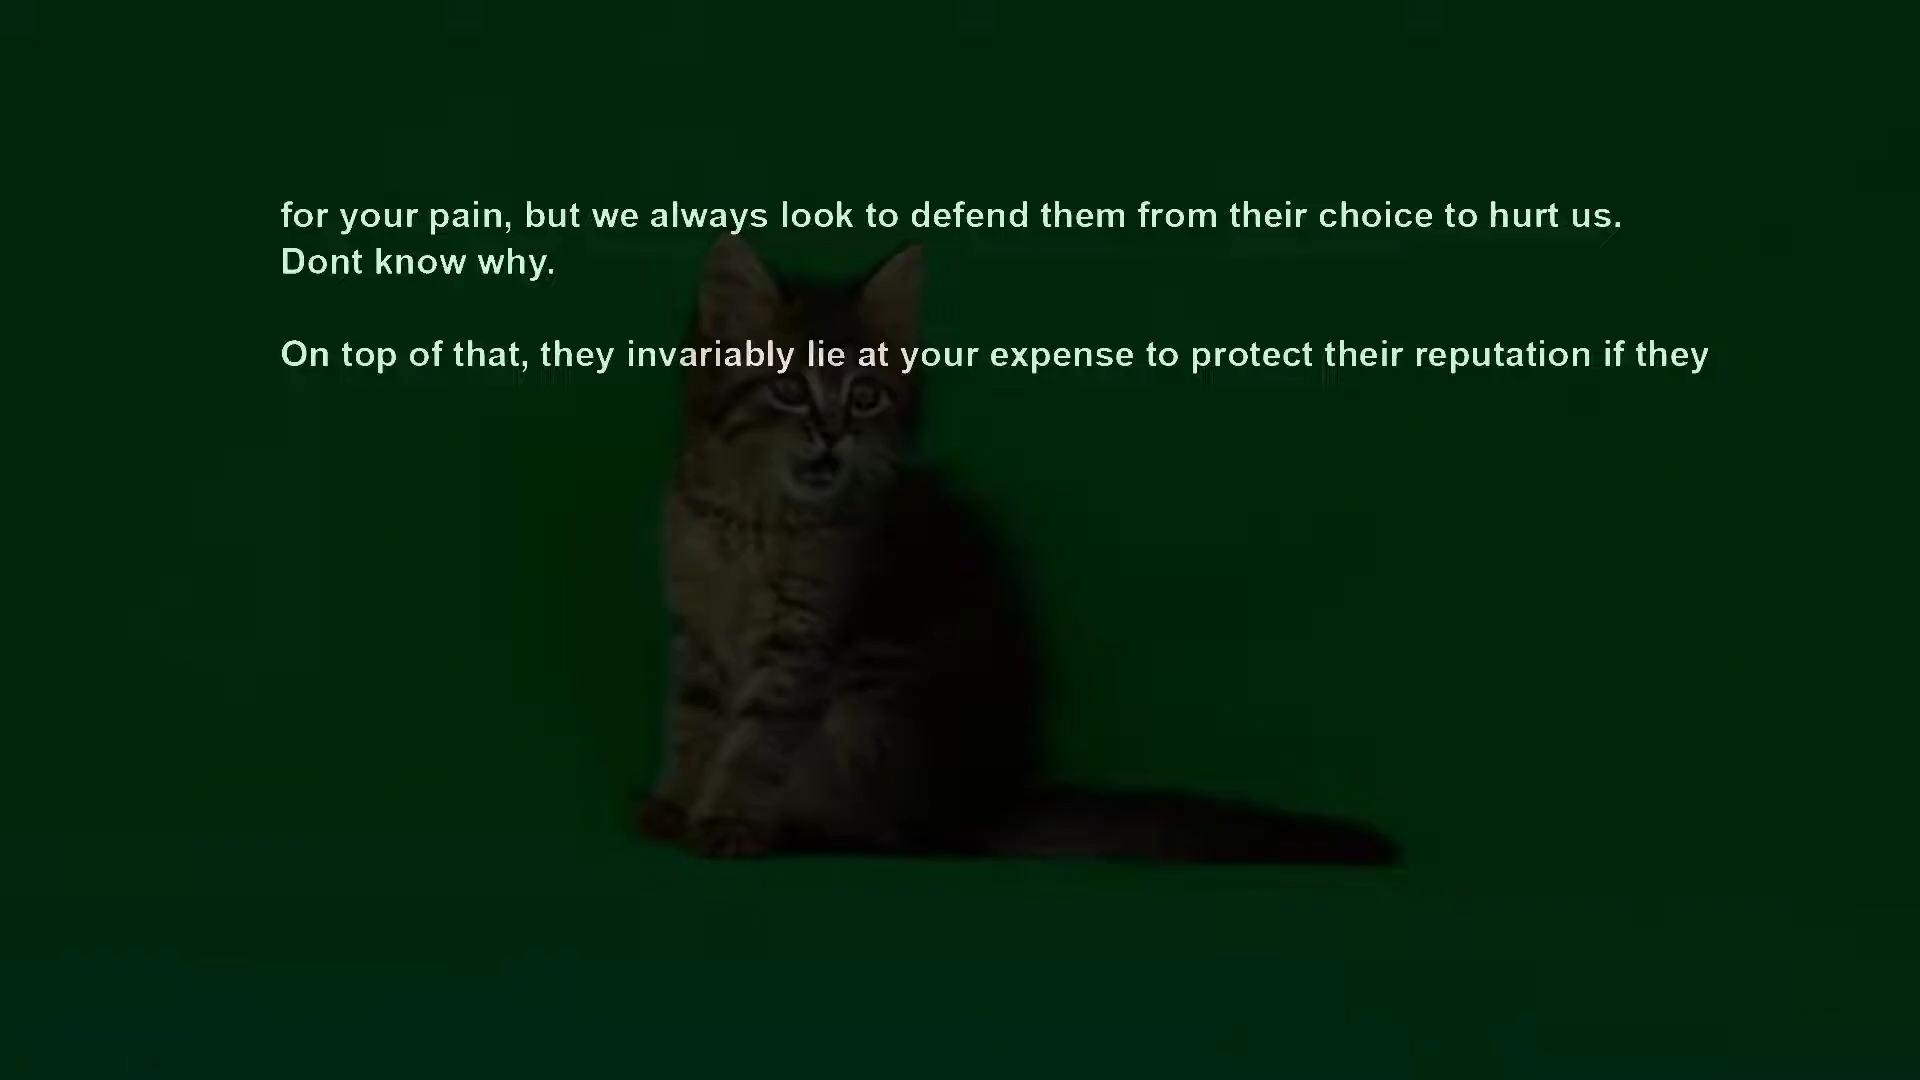 for your pain, but we always look to defend them from their choice to hurt us.
Dont know why.
On top of that, they invariably lie at your expense to protect their reputation if they